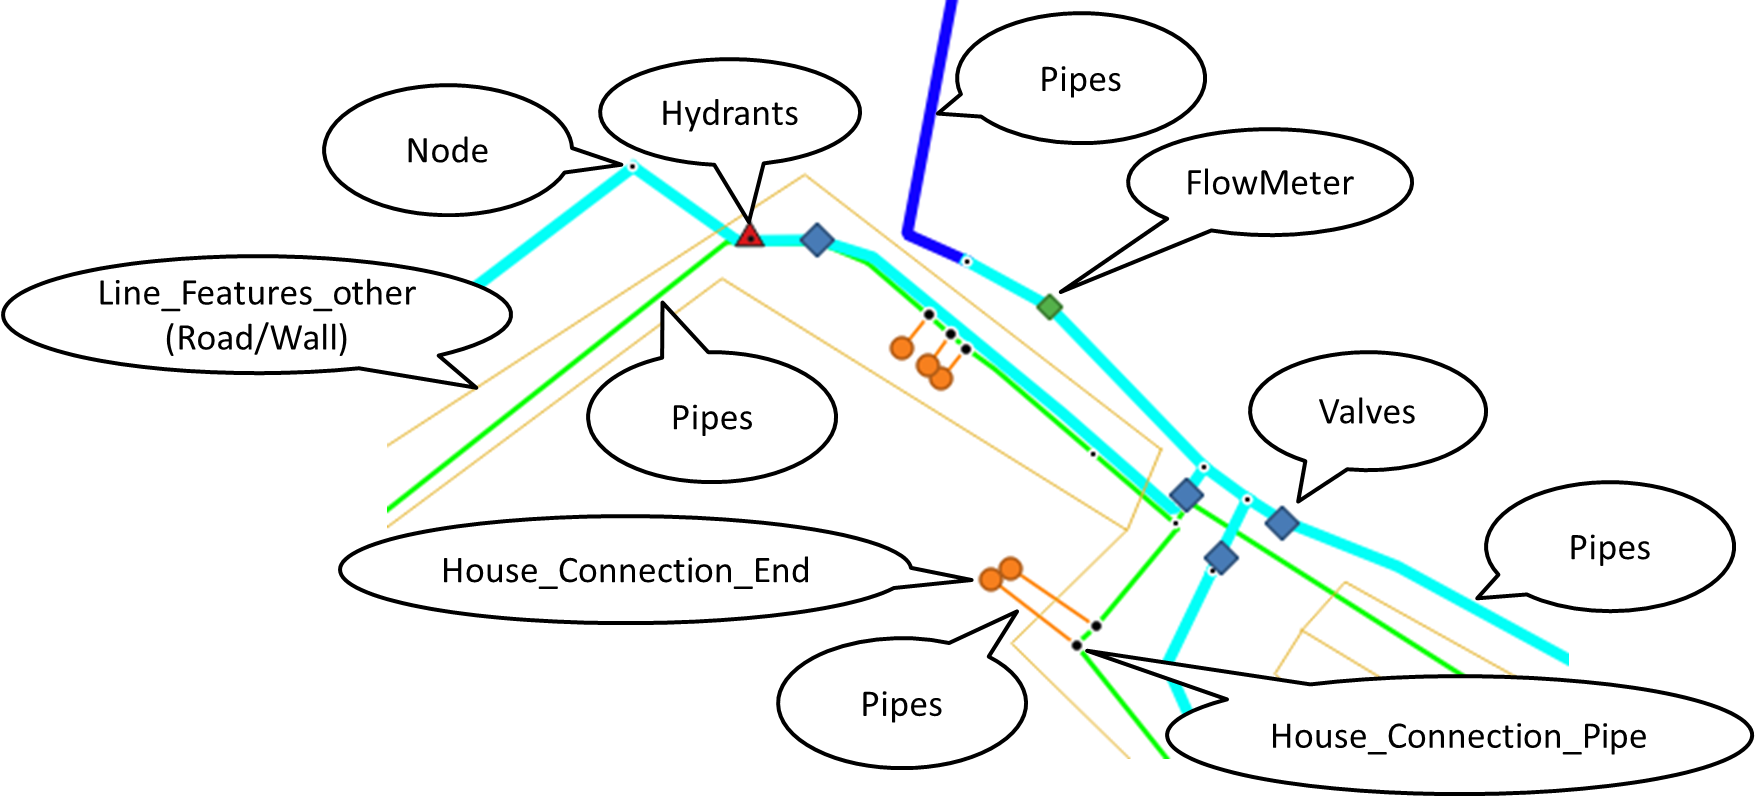 Pipes
Hydrants
Node
FlowMeter
Line_Features_other
(Road/Wall)
Pipes
Valves
Pipes
House_Connection_End
Pipes
House_Connection_Pipe